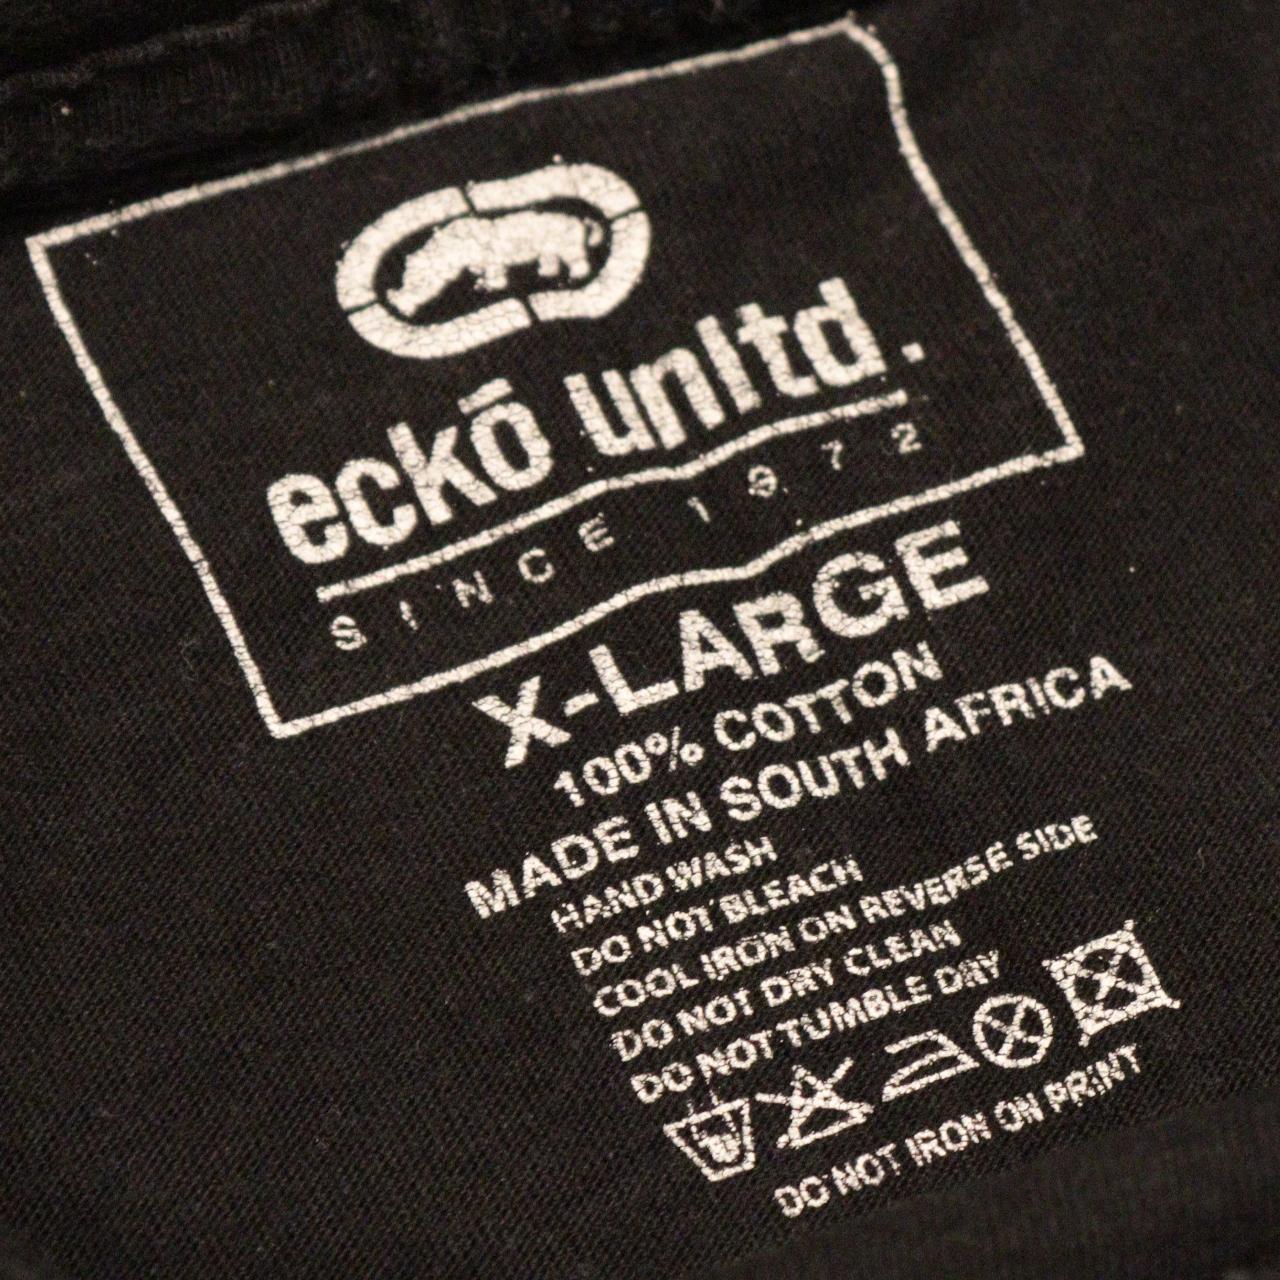 eckō unltd.
SINCE 1972
X-LARGE
100% COTTON
MADE IN SOUTH AFRICA
HAND WASH
DO NOT BLEACH
COOL IRON ON REVERSE SIDE
DO NOT DRY CLEAN
DO NOT TUMBLE DRY
DO NOT IRON ON PRINT